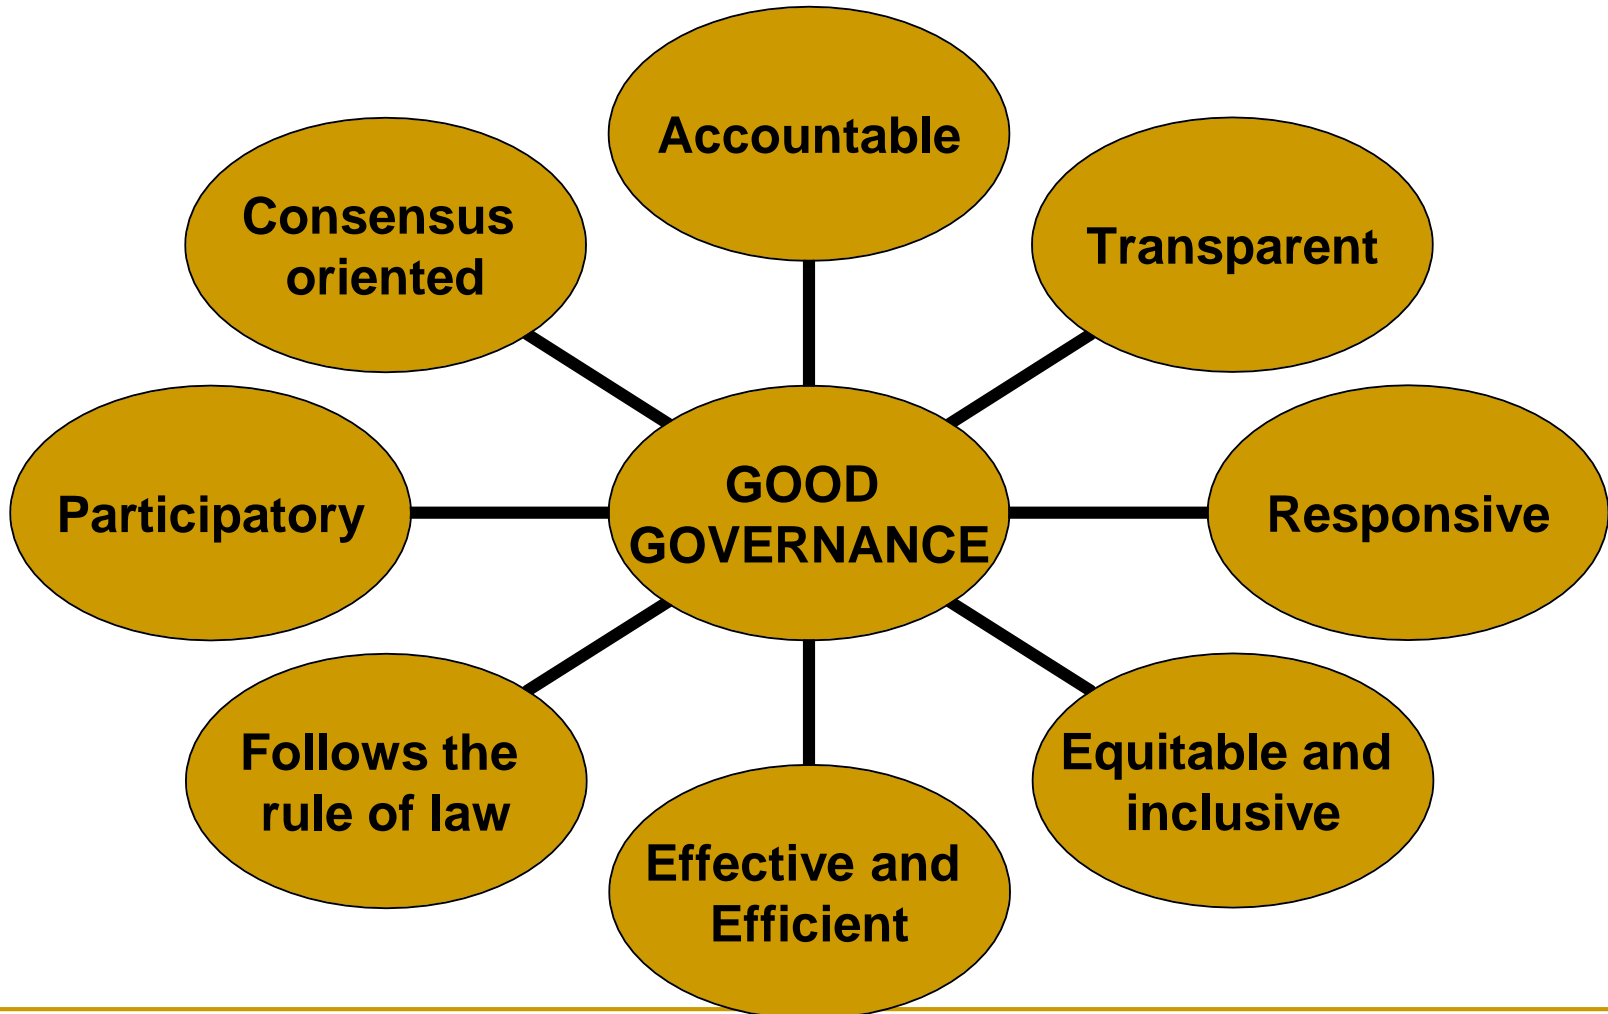 Accountable
Consensus
oriented
Transparent
Participatory
GOOD
GOVERNANCE
Responsive
Follows the
rule of law
Equitable and
inclusive
Effective and
Efficient